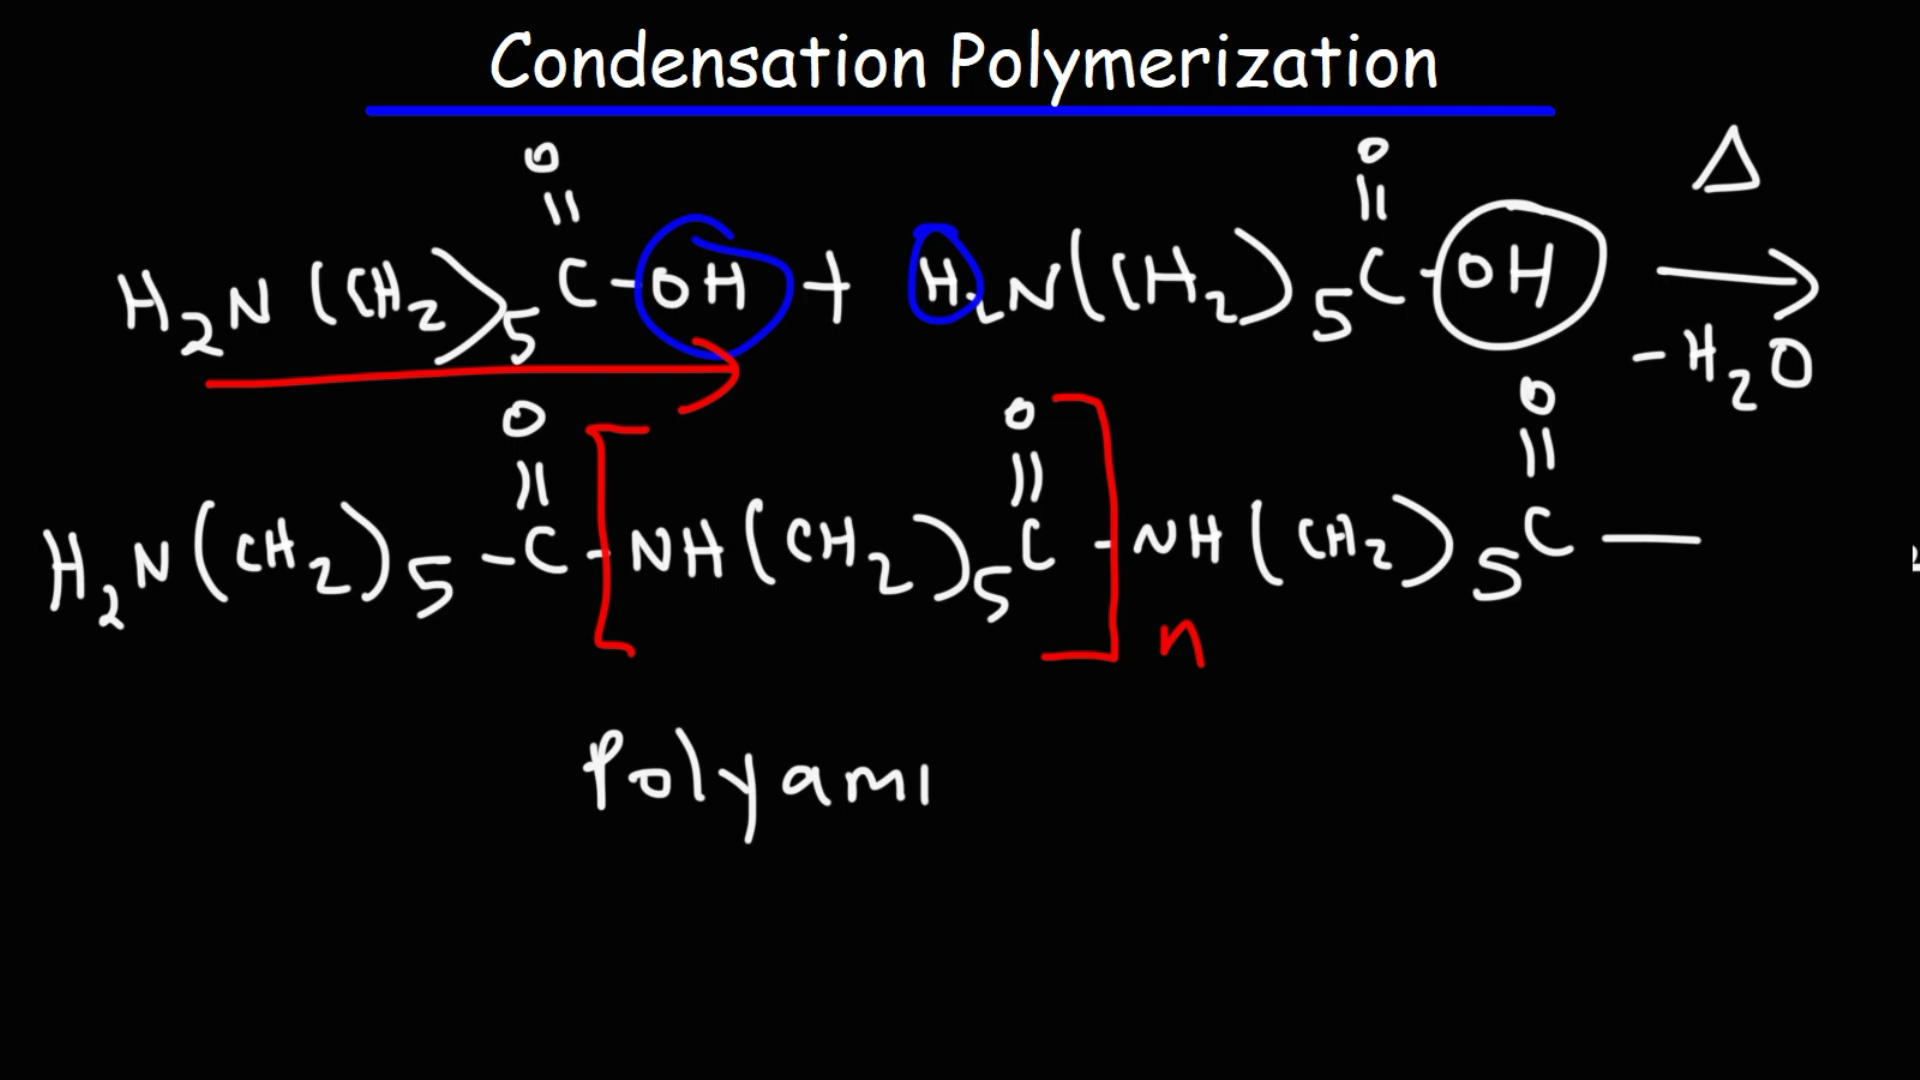 Condensation Polymerization
O O Δ
|| ||
H₂N(CH₂)₅C-OH + H₂N(CH₂)₅C-OH →
-H₂O
O O O
|| || ||
H₂N(CH₂)₅-C-[NH(CH₂)₅C]-NH(CH₂)₅C—
n
Polyami